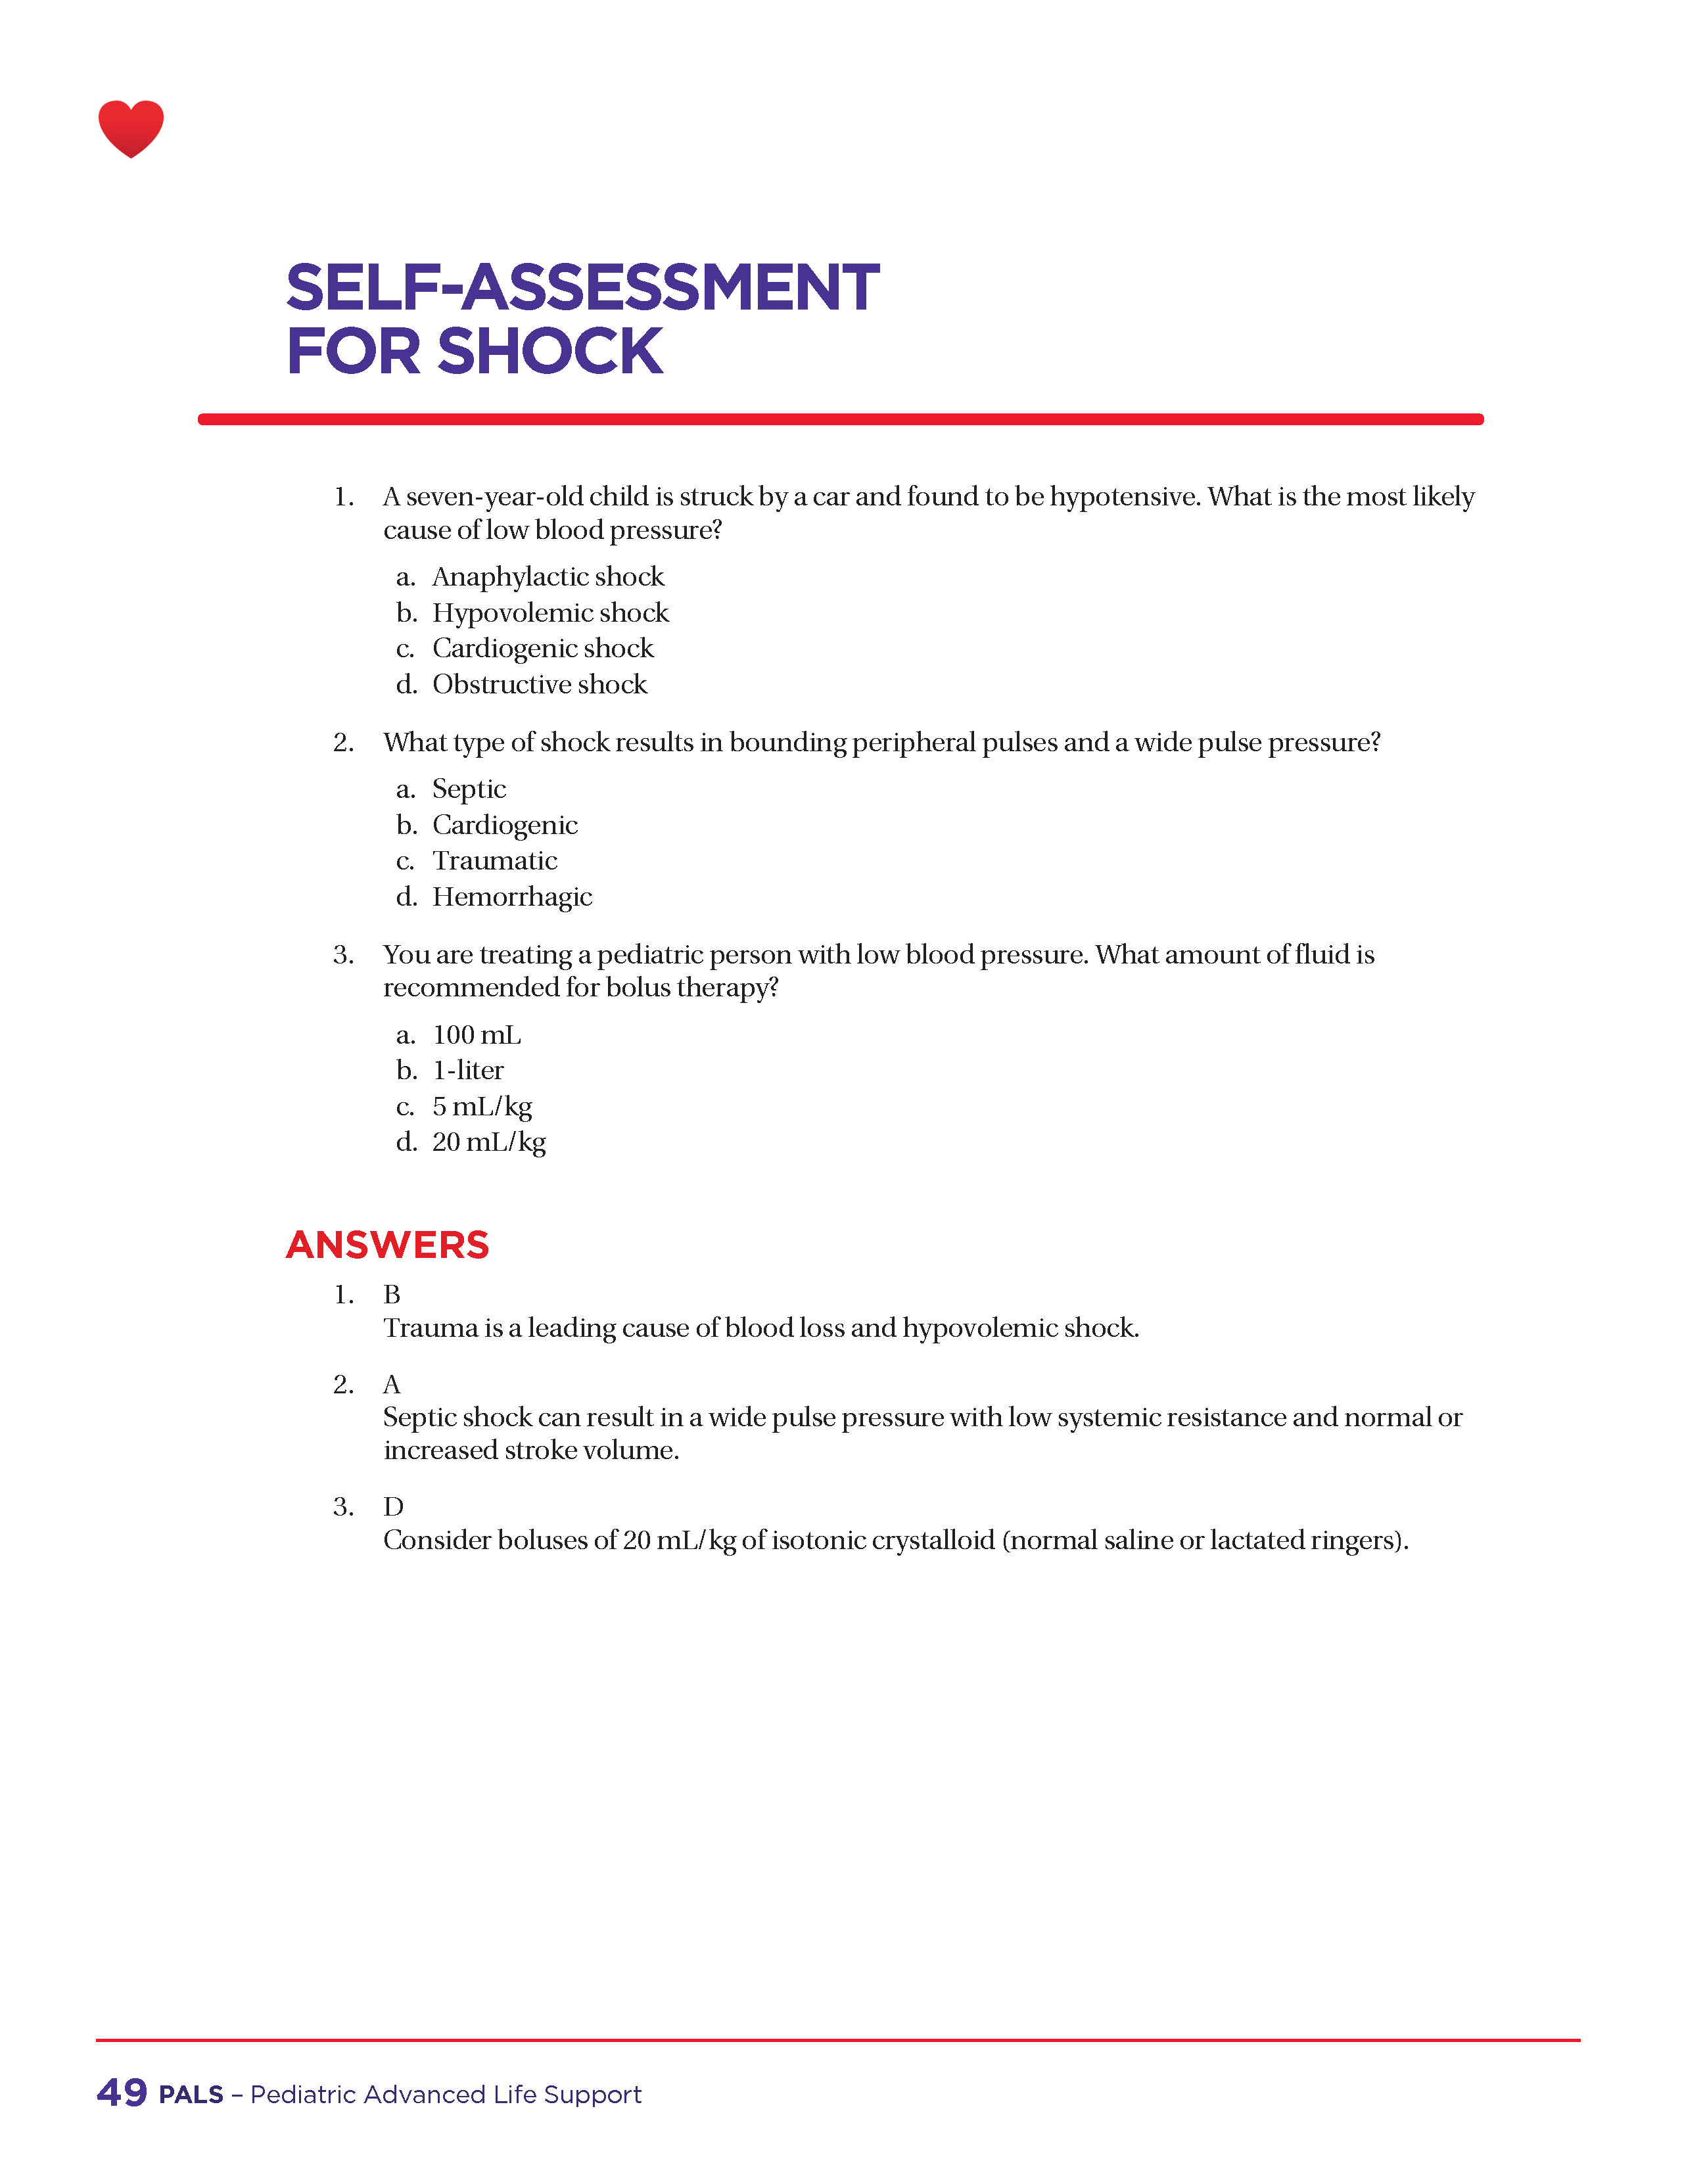 SELF-ASSESSMENT
FOR SHOCK
1. A seven-year-old child is struck by a car and found to be hypotensive. What is the most likely
cause of low blood pressure?
a. Anaphylactic shock
b. Hypovolemic shock
c. Cardiogenic shock
d. Obstructive shock
2. What type of shock results in bounding peripheral pulses and a wide pulse pressure?
a. Septic
b. Cardiogenic
c. Traumatic
d. Hemorrhagic
3. You are treating a pediatric person with low blood pressure. What amount of fluid is
recommended for bolus therapy?
a. 100 mL
b. 1-liter
c. 5 mL/kg
d. 20 mL/kg
ANSWERS
1. B
Trauma is a leading cause of blood loss and hypovolemic shock.
2. A
Septic shock can result in a wide pulse pressure with low systemic resistance and normal or
increased stroke volume.
3. D
Consider boluses of 20 mL/kg of isotonic crystalloid (normal saline or lactated ringers).
49 PALS – Pediatric Advanced Life Support